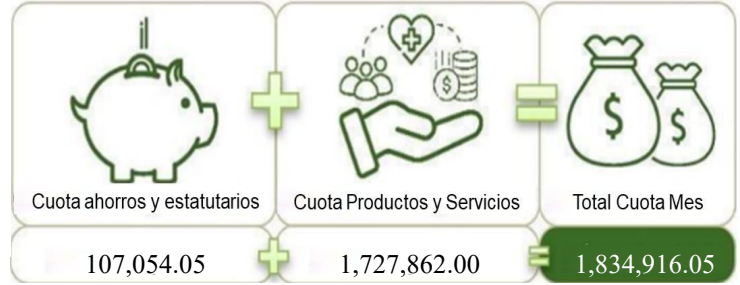 Cuota ahorros y estatutarios
Cuota Productos y Servicios
Total Cuota Mes
107,054.05
1,727,862.00
1,834,916.05